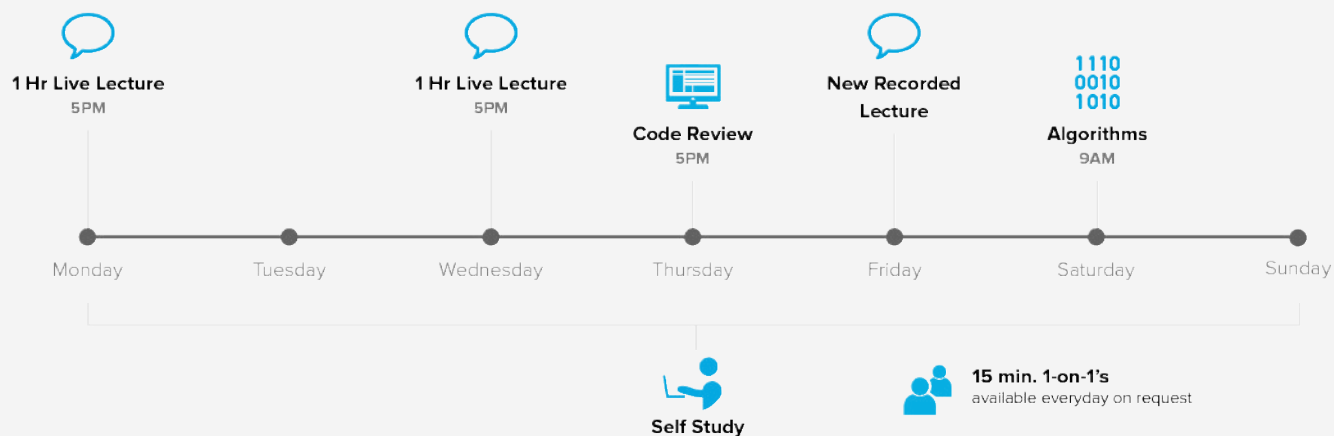 1 Hr Live Lecture
5PM
1 Hr Live Lecture
5PM
Code Review
5PM
New Recorded
Lecture
1110
0010
1010
Algorithms
9AM
Monday
Tuesday
Wednesday
Thursday
Friday
Saturday
Sunday
Self Study
15 min. 1-on-1's
available everyday on request